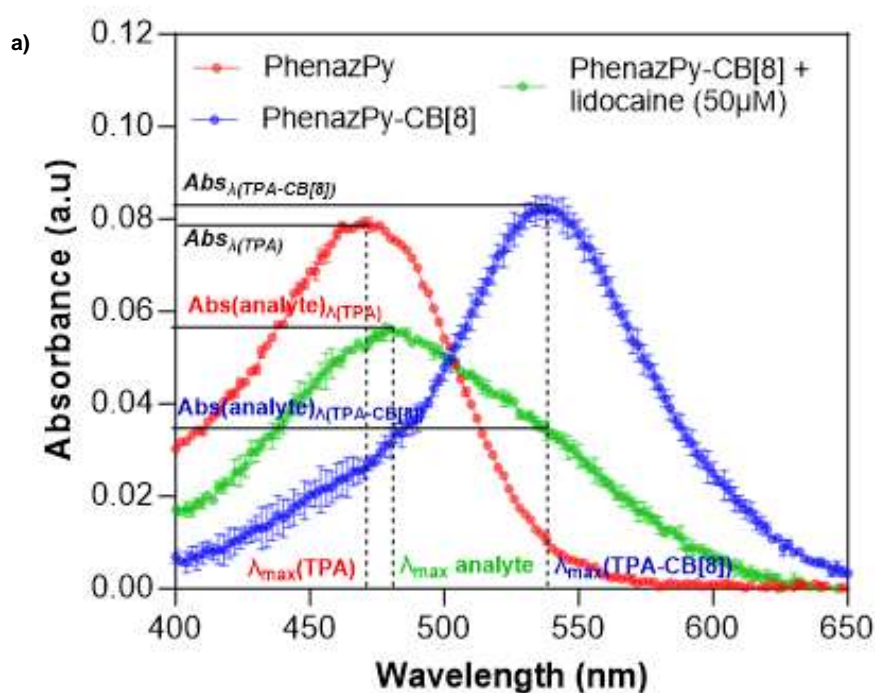 a)
0.12
PhenazPy
PhenazPy-CB[8] +
lidocaine (50µM)
PhenazPy-CB[8]
0.10
Abs λ(TPA-CB[8])
0.08
Abs λ(TPA)
Abs(analyte) λ(TPA)
0.06
Abs(analyte) λ(TPA-CB[8])
0.04
0.02
λmax(TPA)
λmax analyte
λmax(TPA-CB[8])
0.00
400
450
500
550
600
650
Absorbance (a.u)
Wavelength (nm)